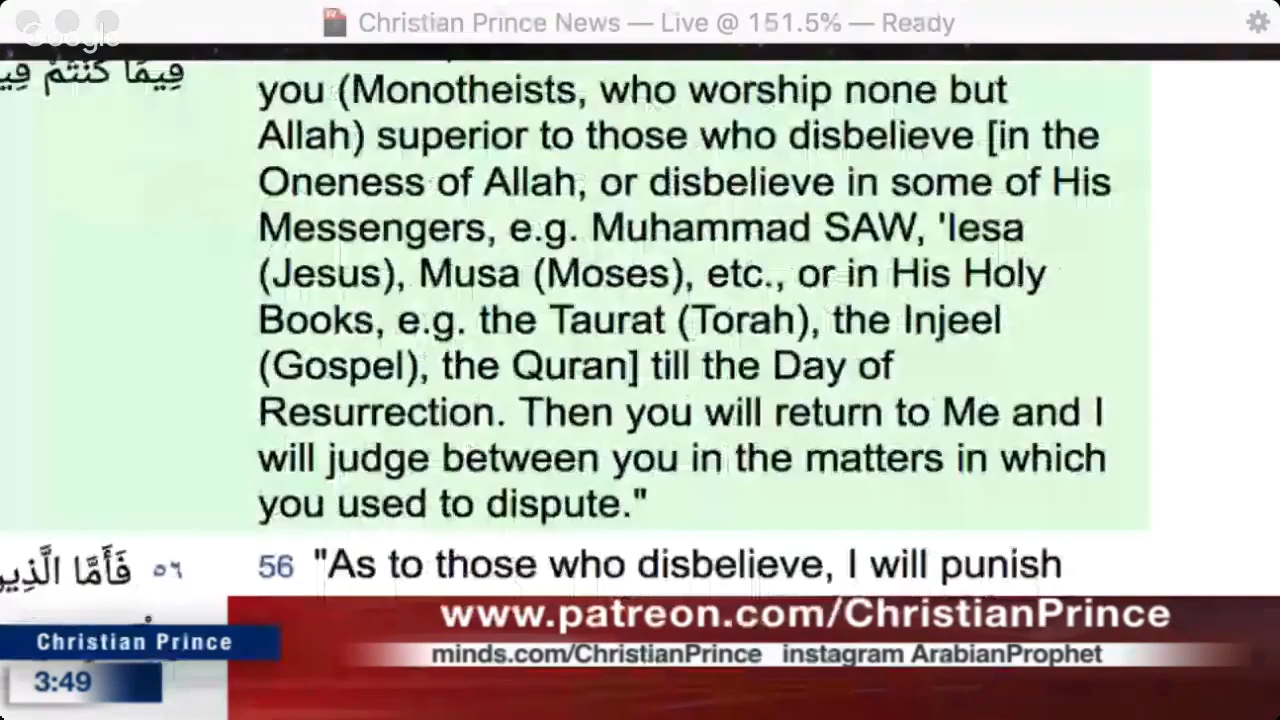 Christian Prince News — Live @ 151.5% — Ready
Google
فِيمَا كُنتُمْ
you (Monotheists, who worship none but
Allah) superior to those who disbelieve [in the
Oneness of Allah, or disbelieve in some of His
Messengers, e.g. Muhammad SAW, 'Iesa
(Jesus), Musa (Moses), etc., or in His Holy
Books, e.g. the Taurat (Torah), the Injeel
(Gospel), the Quran] till the Day of
Resurrection. Then you will return to Me and I
will judge between you in the matters in which
you used to dispute."
٥٦ فَأَمَّا
56 "As to those who disbelieve, I will punish
www.patreon.com/ChristianPrince
Christian Prince
minds.com/ChristianPrince instagram ArabianProphet
3:49